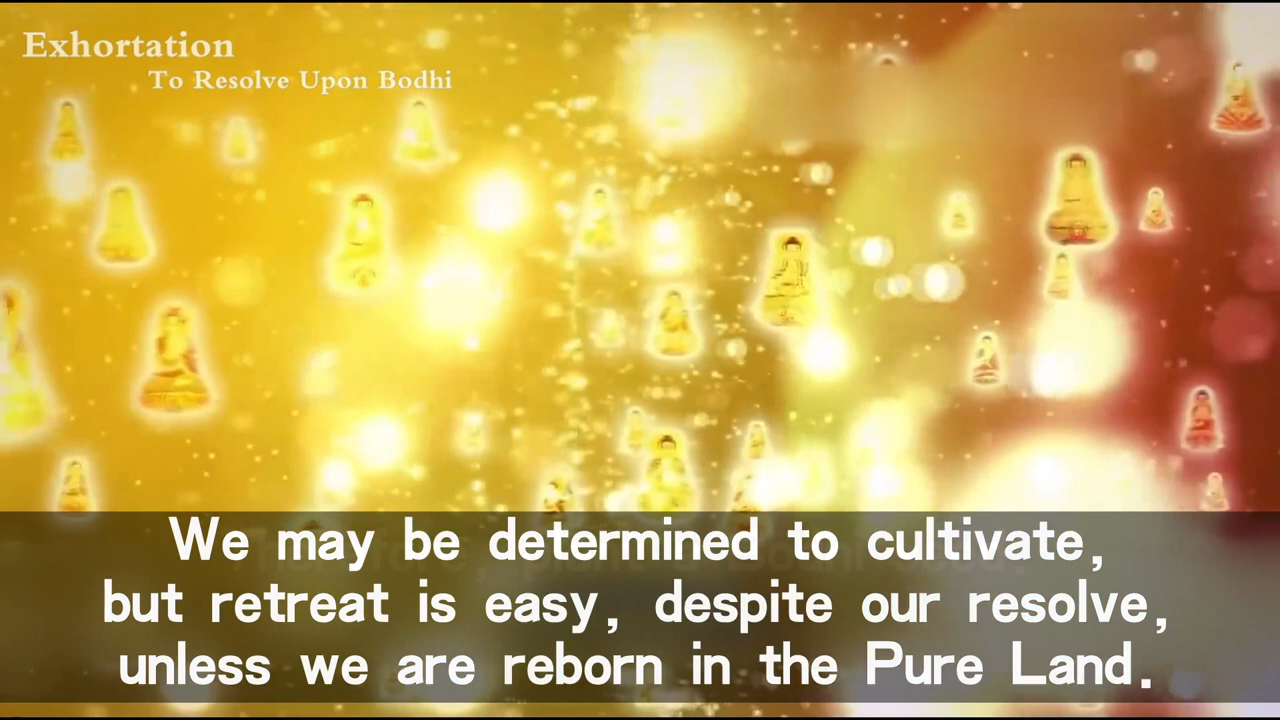 Exhortation
To Resolve Upon Bodhi
We may be determined to cultivate,
but retreat is easy, despite our resolve,
unless we are reborn in the Pure Land.